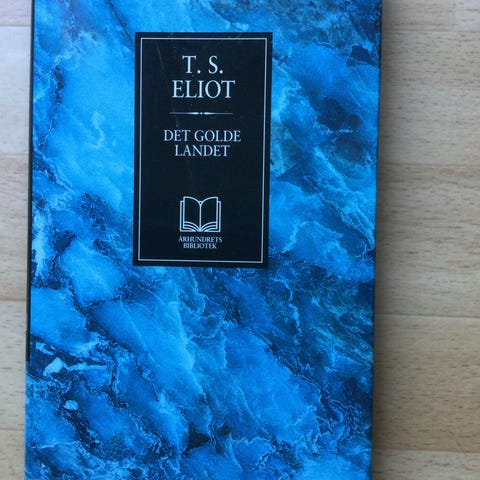 T. S.
ELIOT
DET GOLDE
LANDET
ÅRHUNDRETS
BIBLIOTEK